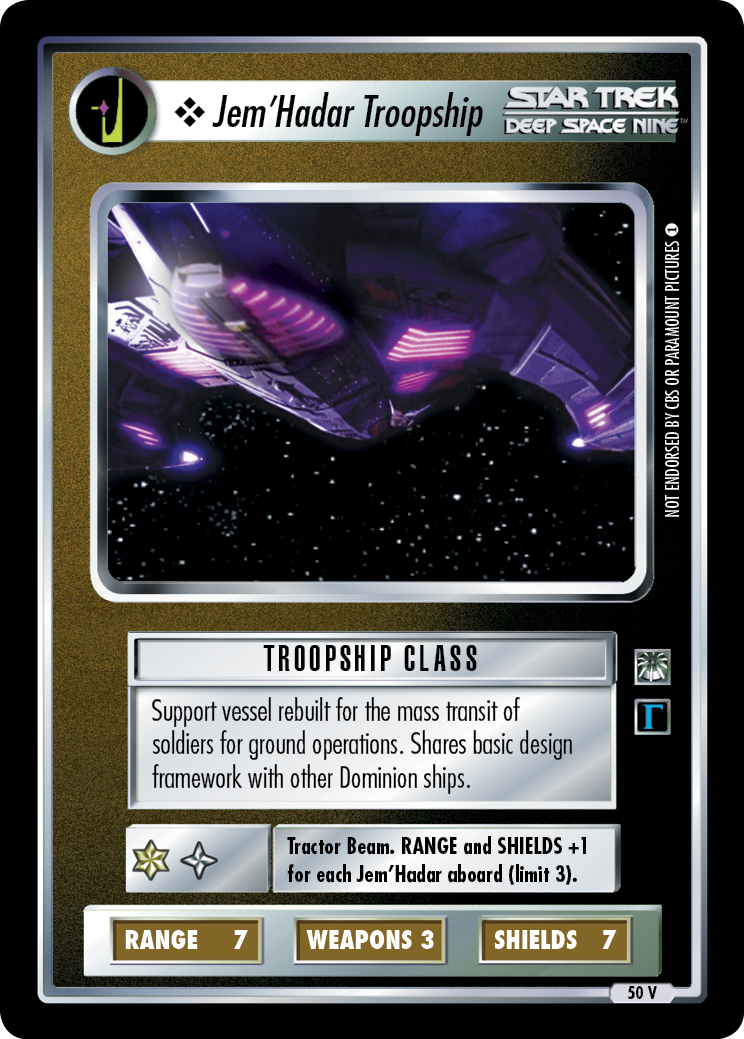 ❖ Jem'Hadar Troopship
STAR TREK
DEEP SPACE NINE™
NOT ENDORSED BY CBS OR PARAMOUNT PICTURES 1
TROOPSHIP CLASS
Support vessel rebuilt for the mass transit of
soldiers for ground operations. Shares basic design
framework with other Dominion ships.
Γ
Tractor Beam. RANGE and SHIELDS +1
for each Jem'Hadar aboard (limit 3).
RANGE 7
WEAPONS 3
SHIELDS 7
50 V